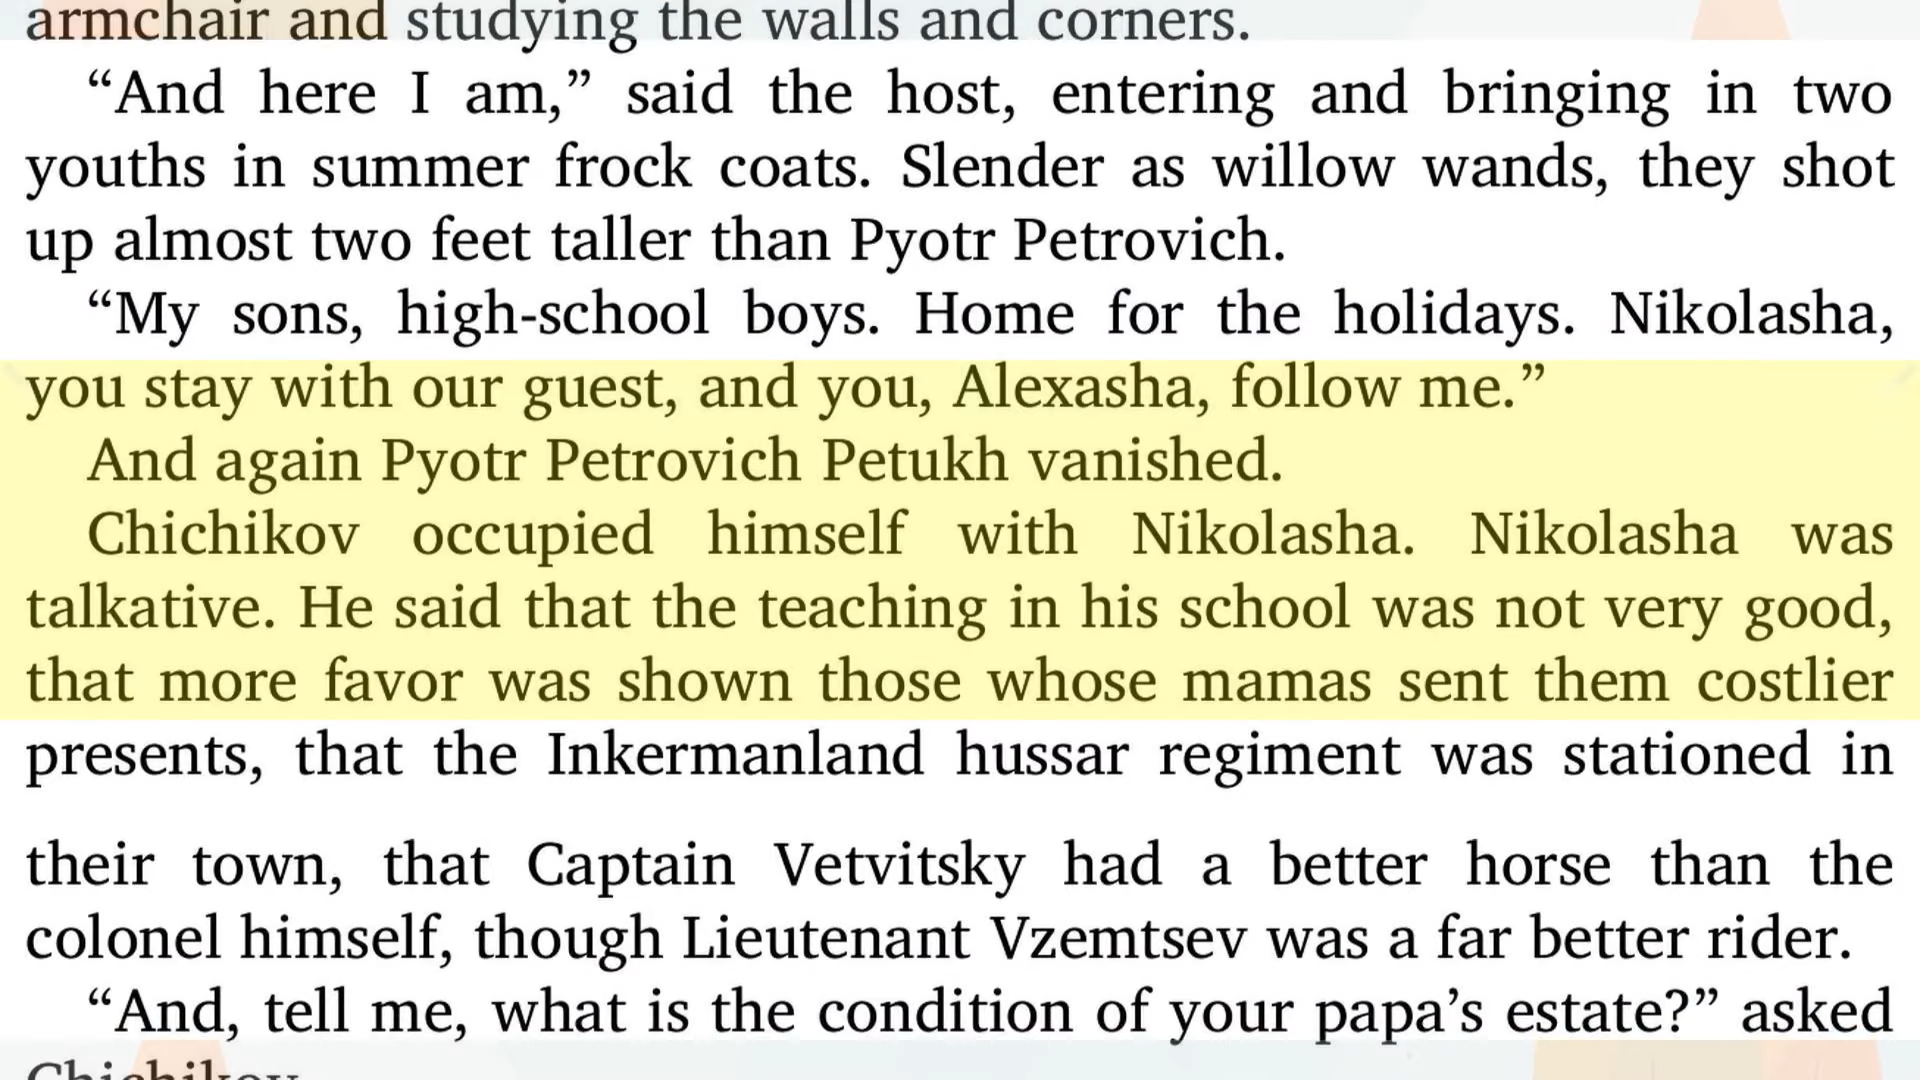 armchair and studying the walls and corners.
“And here I am,” said the host, entering and bringing in two
youths in summer frock coats. Slender as willow wands, they shot
up almost two feet taller than Pyotr Petrovich.
“My sons, high-school boys. Home for the holidays. Nikolasha,
you stay with our guest, and you, Alexasha, follow me.”
And again Pyotr Petrovich Petukh vanished.
Chichikov occupied himself with Nikolasha. Nikolasha was
talkative. He said that the teaching in his school was not very good,
that more favor was shown those whose mamas sent them costlier
presents, that the Inkermanland hussar regiment was stationed in
their town, that Captain Vetvitsky had a better horse than the
colonel himself, though Lieutenant Vzemtsev was a far better rider.
“And, tell me, what is the condition of your papa’s estate?” asked
Chichikov